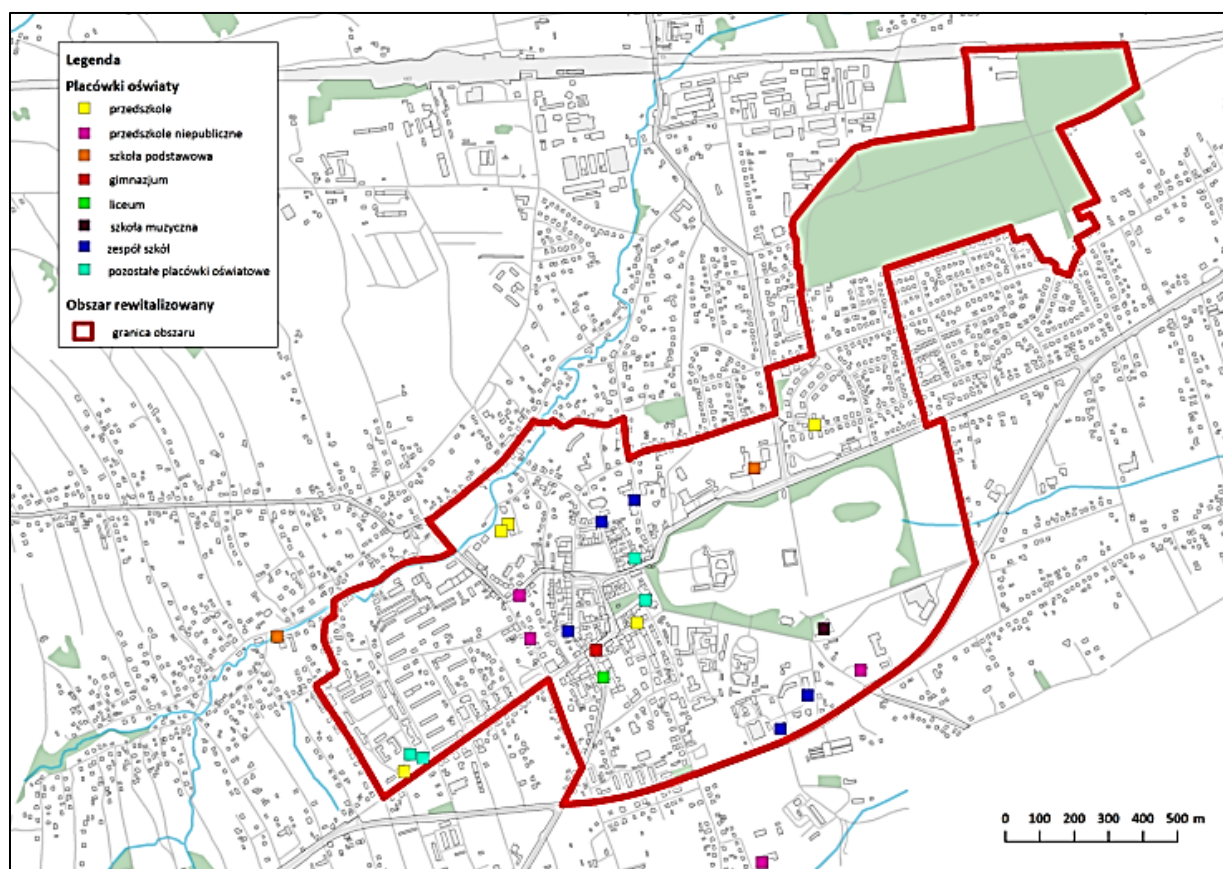 Legenda
Placówki oświaty
przedszkole
przedszkole niepubliczne
szkoła podstawowa
gimnazjum
liceum
szkoła muzyczna
zespół szkół
pozostałe placówki oświatowe
Obszar rewitalizowany
granica obszaru
0 100 200 300 400 500 m